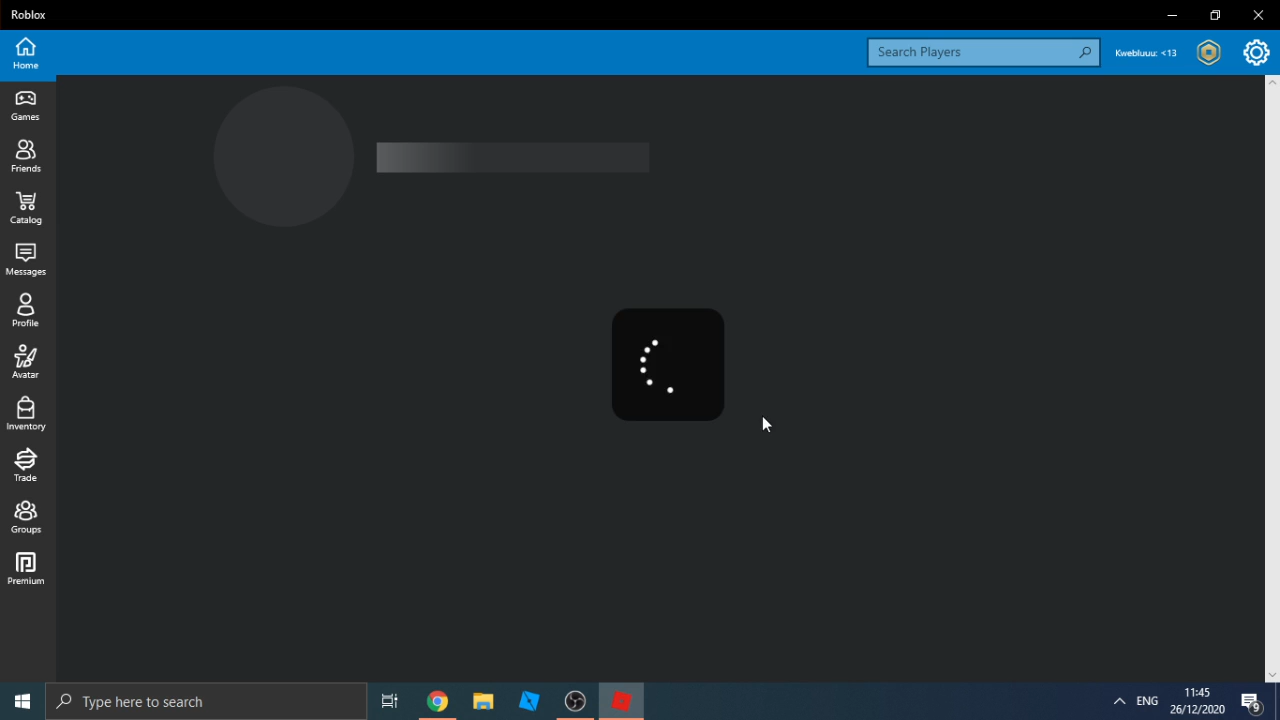 Roblox
Home
Search Players
Kwebluuu: <13
Games
Friends
Catalog
Messages
Profile
Avatar
Inventory
Trade
Groups
Premium
Type here to search
ENG
11:45
26/12/2020
9